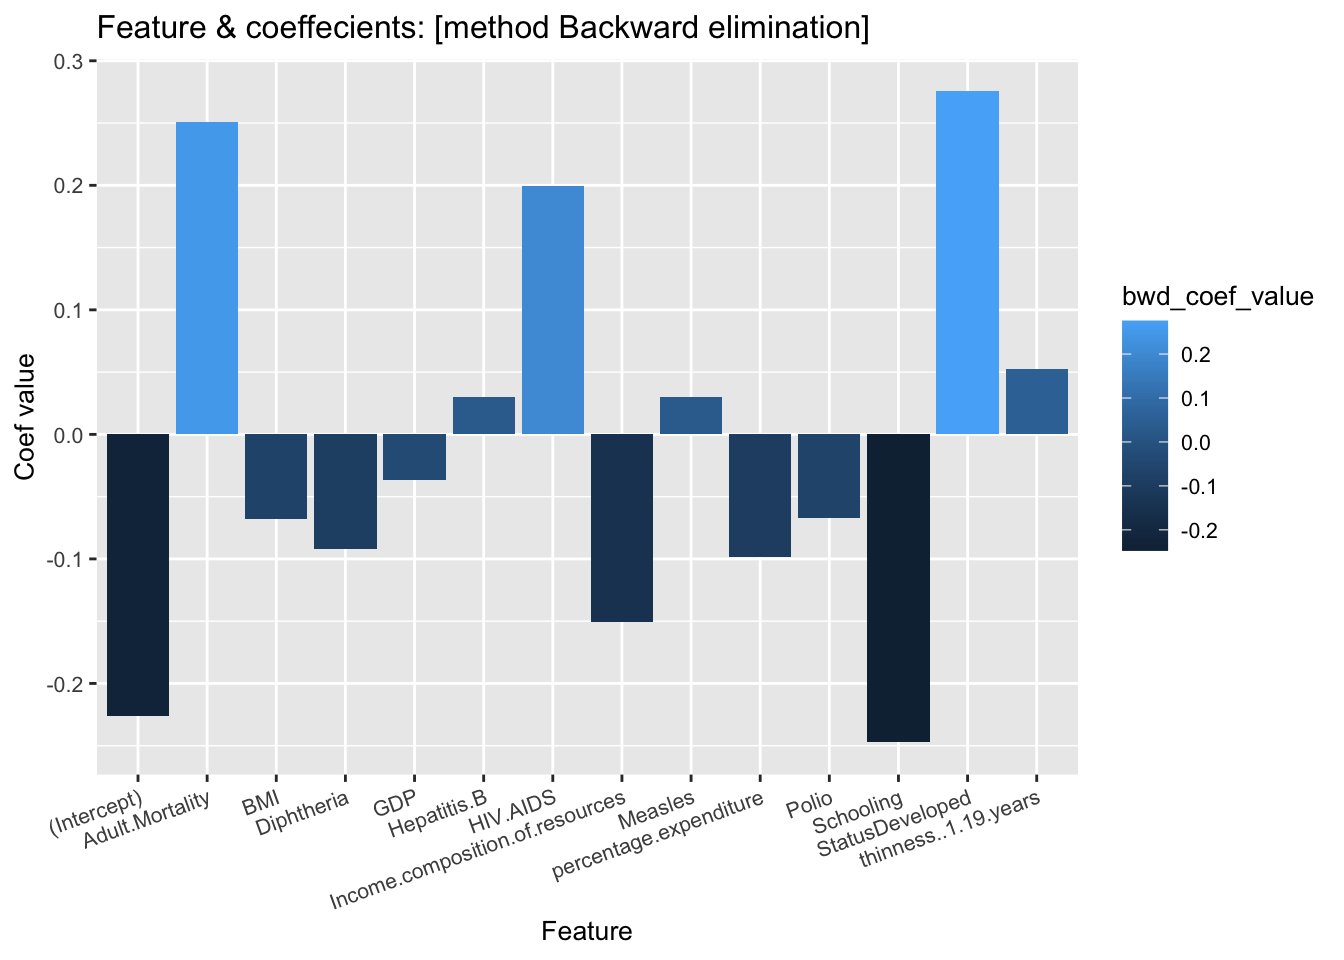 Feature & coeffecients: [method Backward elimination]
0.3
0.2
0.1
0.0
-0.1
-0.2
Coef value
(Intercept)
Adult.Mortality
BMI
Diphtheria
GDP
Hepatitis.B
HIV.AIDS
Income.composition.of.resources
Measles
percentage.expenditure
Polio
Schooling
StatusDeveloped
thinness..1.19.years
Feature
bwd_coef_value
0.2
0.1
0.0
-0.1
-0.2